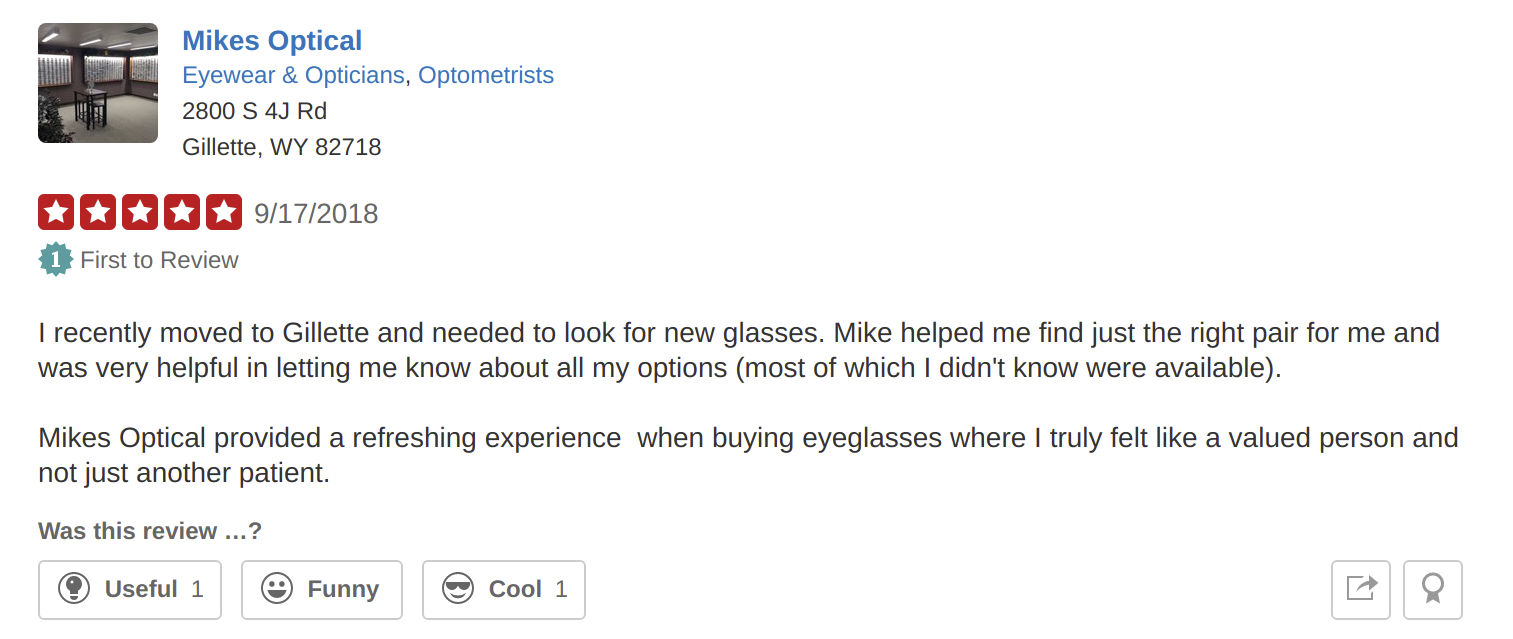 Mikes Optical
Eyewear & Opticians, Optometrists
2800 S 4J Rd
Gillette, WY 82718
9/17/2018
1 First to Review
I recently moved to Gillette and needed to look for new glasses. Mike helped me find just the right pair for me and
was very helpful in letting me know about all my options (most of which I didn't know were available).
Mikes Optical provided a refreshing experience  when buying eyeglasses where I truly felt like a valued person and
not just another patient.
Was this review …?
Useful 1 Funny Cool 1